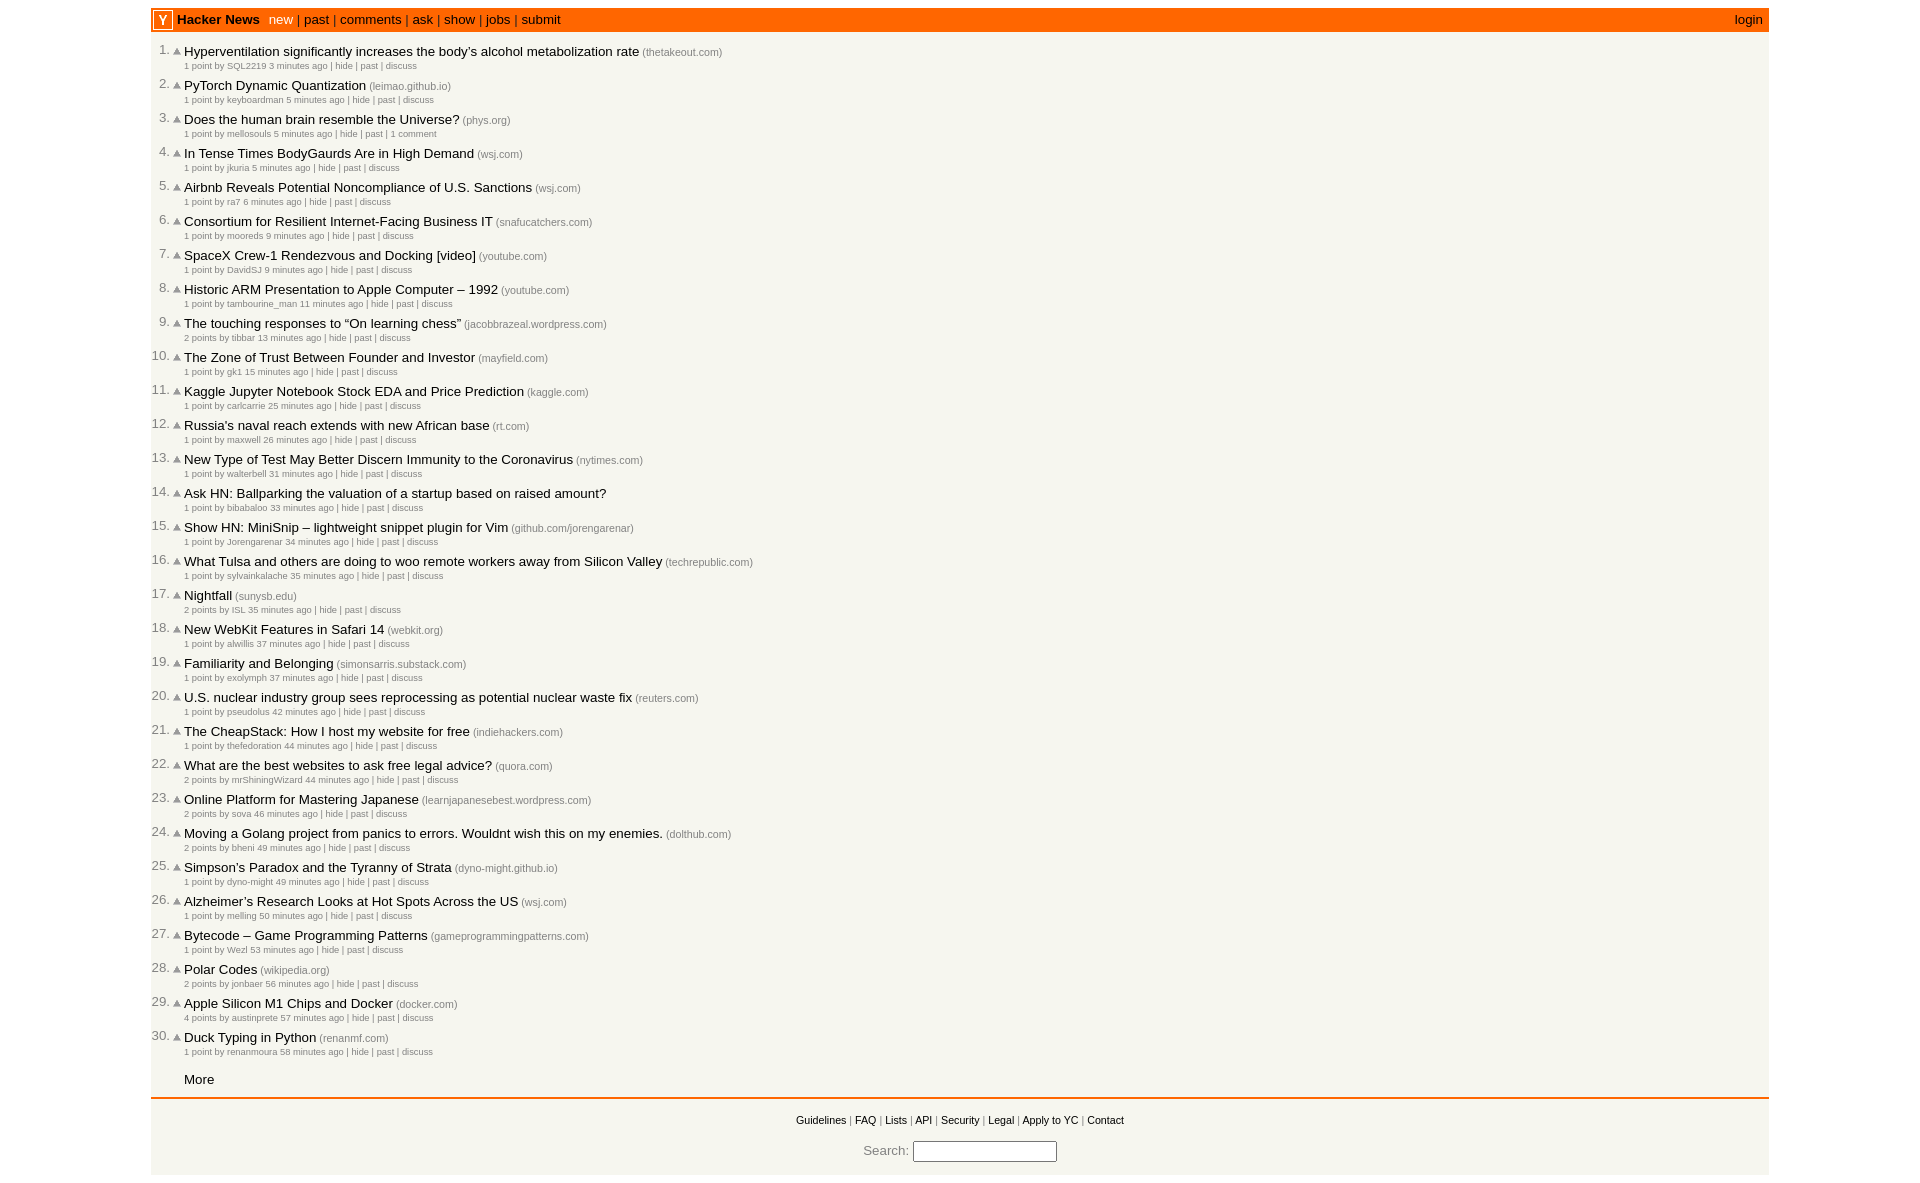 Y Hacker News new | past | comments | ask | show | jobs | submit login
1. Hyperventilation significantly increases the body’s alcohol metabolization rate (thetakeout.com)
1 point by SQL2219 3 minutes ago | hide | past | discuss
2. PyTorch Dynamic Quantization (leimao.github.io)
1 point by keyboardman 5 minutes ago | hide | past | discuss
3. Does the human brain resemble the Universe? (phys.org)
1 point by mellosouls 5 minutes ago | hide | past | 1 comment
4. In Tense Times BodyGaurds Are in High Demand (wsj.com)
1 point by jkuria 5 minutes ago | hide | past | discuss
5. Airbnb Reveals Potential Noncompliance of U.S. Sanctions (wsj.com)
1 point by ra7 6 minutes ago | hide | past | discuss
6. Consortium for Resilient Internet-Facing Business IT (snafucatchers.com)
1 point by mooreds 9 minutes ago | hide | past | discuss
7. SpaceX Crew-1 Rendezvous and Docking [video] (youtube.com)
1 point by DavidSJ 9 minutes ago | hide | past | discuss
8. Historic ARM Presentation to Apple Computer – 1992 (youtube.com)
1 point by tambourine_man 11 minutes ago | hide | past | discuss
9. The touching responses to “On learning chess” (jacobbrazeal.wordpress.com)
2 points by tibbar 13 minutes ago | hide | past | discuss
10. The Zone of Trust Between Founder and Investor (mayfield.com)
1 point by gk1 15 minutes ago | hide | past | discuss
11. Kaggle Jupyter Notebook Stock EDA and Price Prediction (kaggle.com)
1 point by carlcarrie 25 minutes ago | hide | past | discuss
12. Russia's naval reach extends with new African base (rt.com)
1 point by maxwell 26 minutes ago | hide | past | discuss
13. New Type of Test May Better Discern Immunity to the Coronavirus (nytimes.com)
1 point by walterbell 31 minutes ago | hide | past | discuss
14. Ask HN: Ballparking the valuation of a startup based on raised amount?
1 point by bibabaloo 33 minutes ago | hide | past | discuss
15. Show HN: MiniSnip – lightweight snippet plugin for Vim (github.com/jorengarenar)
1 point by Jorengarenar 34 minutes ago | hide | past | discuss
16. What Tulsa and others are doing to woo remote workers away from Silicon Valley (techrepublic.com)
1 point by sylvainkalache 35 minutes ago | hide | past | discuss
17. Nightfall (sunysb.edu)
2 points by ISL 35 minutes ago | hide | past | discuss
18. New WebKit Features in Safari 14 (webkit.org)
1 point by alwillis 37 minutes ago | hide | past | discuss
19. Familiarity and Belonging (simonsarris.substack.com)
1 point by exolymph 37 minutes ago | hide | past | discuss
20. U.S. nuclear industry group sees reprocessing as potential nuclear waste fix (reuters.com)
1 point by pseudolus 42 minutes ago | hide | past | discuss
21. The CheapStack: How I host my website for free (indiehackers.com)
1 point by thefedoration 44 minutes ago | hide | past | discuss
22. What are the best websites to ask free legal advice? (quora.com)
2 points by mrShiningWizard 44 minutes ago | hide | past | discuss
23. Online Platform for Mastering Japanese (learnjapanesebest.wordpress.com)
2 points by sova 46 minutes ago | hide | past | discuss
24. Moving a Golang project from panics to errors. Wouldnt wish this on my enemies. (dolthub.com)
2 points by bheni 49 minutes ago | hide | past | discuss
25. Simpson’s Paradox and the Tyranny of Strata (dyno-might.github.io)
1 point by dyno-might 49 minutes ago | hide | past | discuss
26. Alzheimer’s Research Looks at Hot Spots Across the US (wsj.com)
1 point by melling 50 minutes ago | hide | past | discuss
27. Bytecode – Game Programming Patterns (gameprogrammingpatterns.com)
1 point by Wezl 53 minutes ago | hide | past | discuss
28. Polar Codes (wikipedia.org)
2 points by jonbaer 56 minutes ago | hide | past | discuss
29. Apple Silicon M1 Chips and Docker (docker.com)
4 points by austinprete 57 minutes ago | hide | past | discuss
30. Duck Typing in Python (renanmf.com)
1 point by renanmoura 58 minutes ago | hide | past | discuss
More
Guidelines | FAQ | Lists | API | Security | Legal | Apply to YC | Contact
Search: